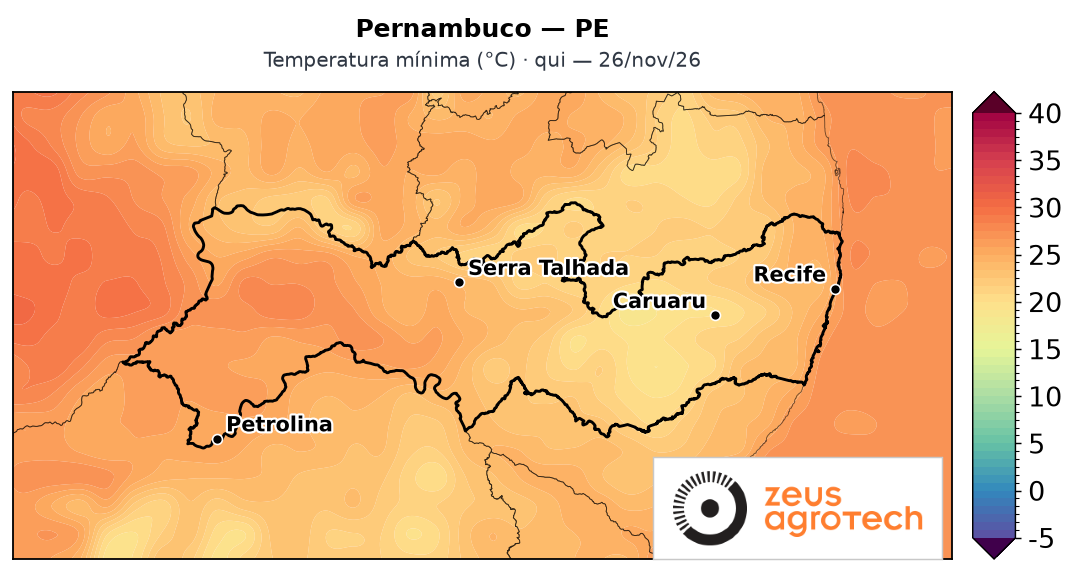 Pernambuco — PE
Temperatura mínima (°C) · qui — 26/nov/26
Serra Talhada
Recife
Caruaru
Petrolina
zeus
agrotech
40
35
30
25
20
15
10
5
0
-5